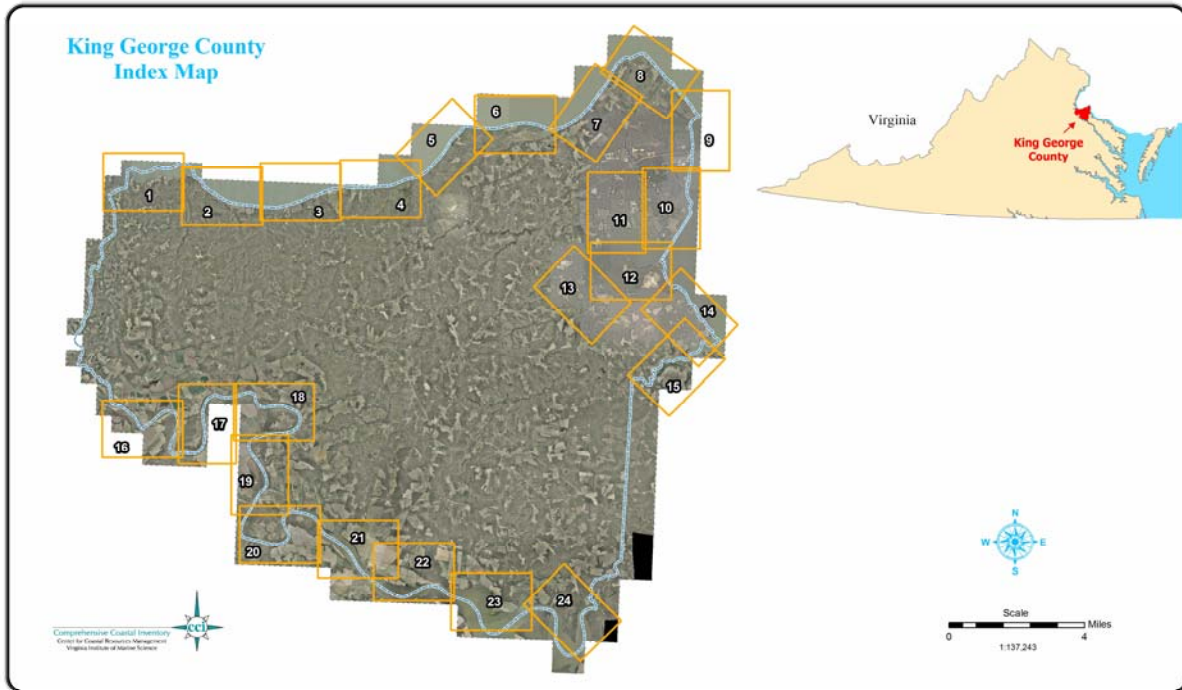 King George County
Index Map
8
6
7
5
9
1
2
3
4
11
10
12
13
14
15
18
17
16
19
20
21
22
23
24
Virginia
King George
County
N
W
E
S
Scale
Miles
0
4
1:137,243
cci
Comprehensive Coastal Inventory
Center for Coastal Resources Management
Virginia Institute of Marine Science